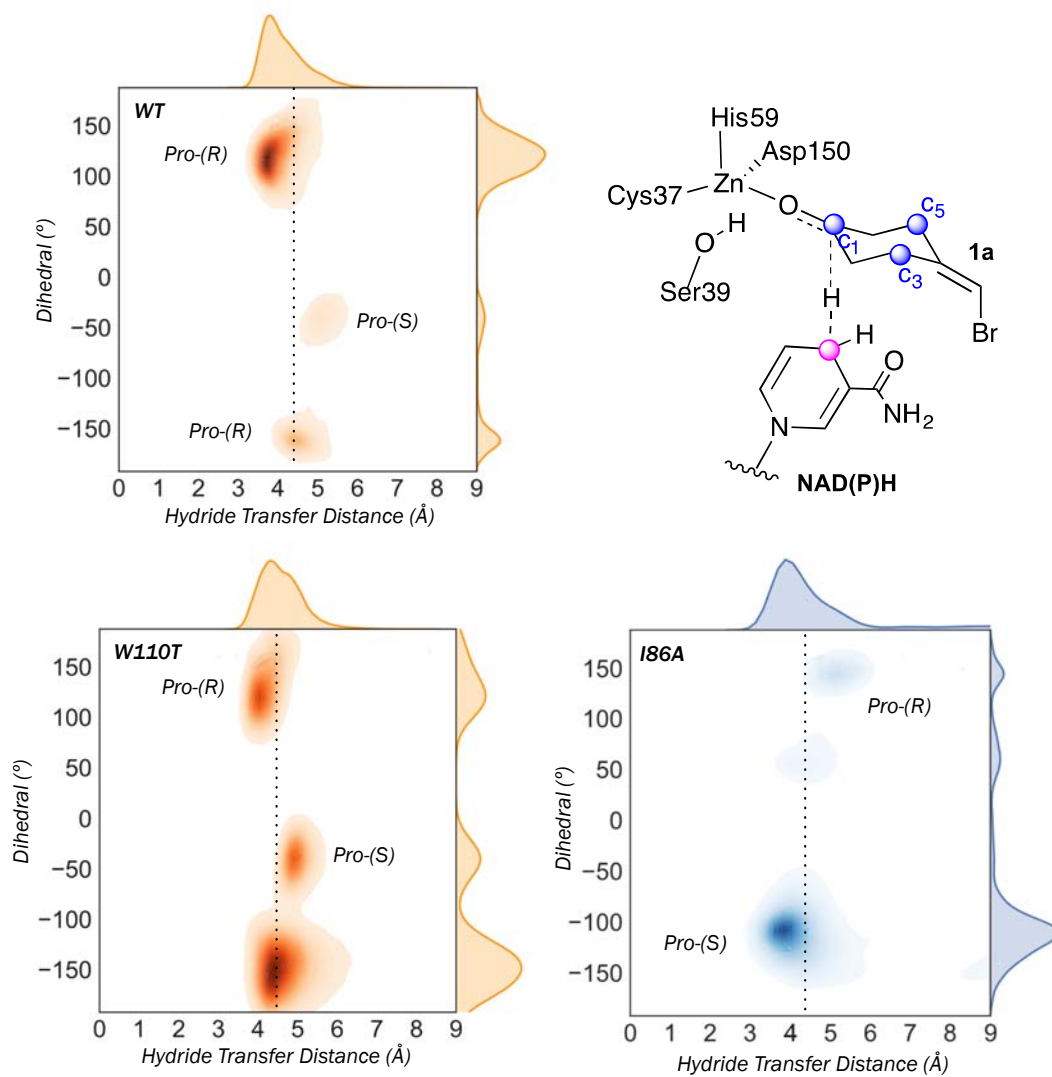 WT
150
Pro-(R)
100
50
0
Dihedral (°)
−50
Pro-(S)
−100
−150
Pro-(R)
0 1 2 3 4 5 6 7 8 9
Hydride Transfer Distance (Å)
His59
Asp150
Zn
Cys37
O
H
O
C1
C5
C3
1a
Ser39
H
Br
H
O
NH2
N
NAD(P)H
W110T
150
Pro-(R)
100
50
0
Dihedral (°)
Pro-(S)
−50
−100
−150
0 1 2 3 4 5 6 7 8 9
Hydride Transfer Distance (Å)
I86A
150
Pro-(R)
100
50
0
Dihedral (°)
−50
−100
Pro-(S)
−150
0 1 2 3 4 5 6 7 8 9
Hydride Transfer Distance (Å)